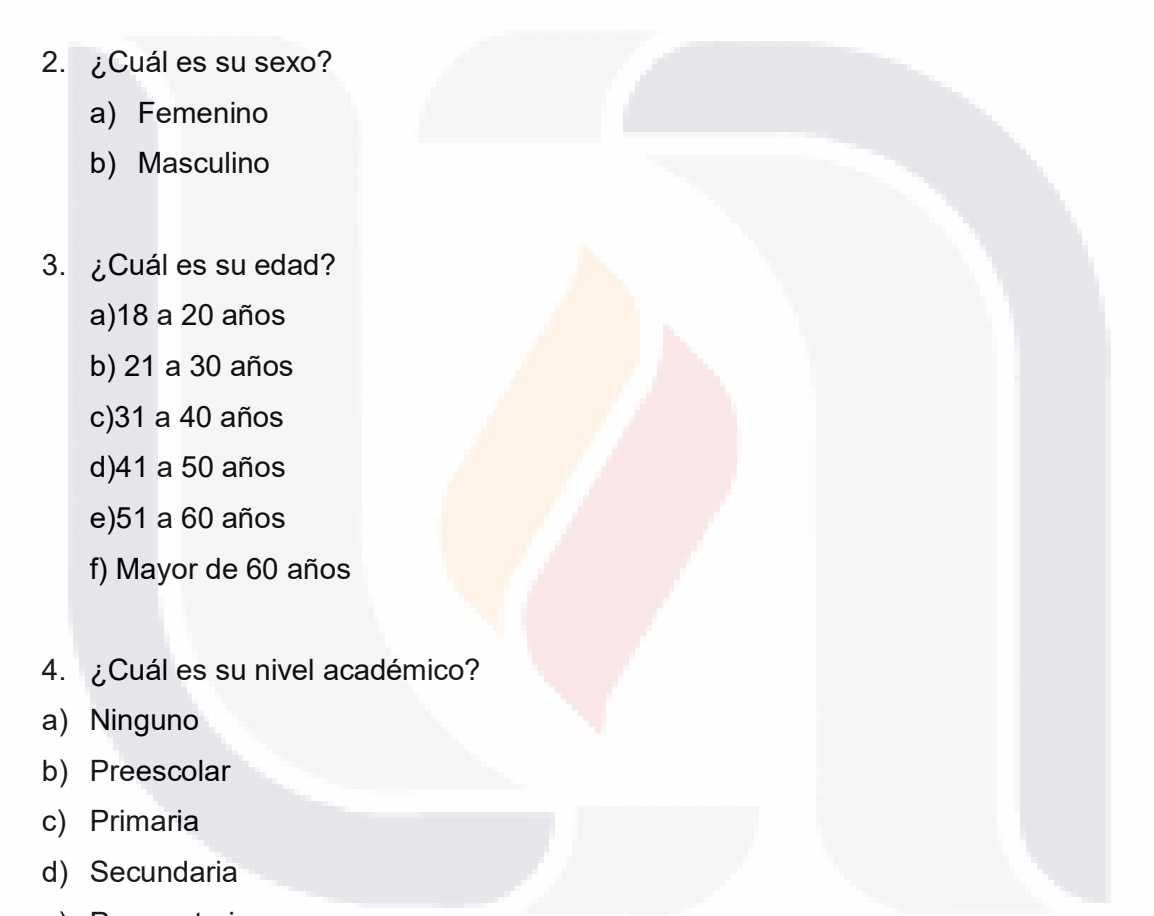 2. ¿Cuál es su sexo?
a) Femenino
b) Masculino
3. ¿Cuál es su edad?
a)18 a 20 años
b) 21 a 30 años
c)31 a 40 años
d)41 a 50 años
e)51 a 60 años
f) Mayor de 60 años
4. ¿Cuál es su nivel académico?
a) Ninguno
b) Preescolar
c) Primaria
d) Secundaria